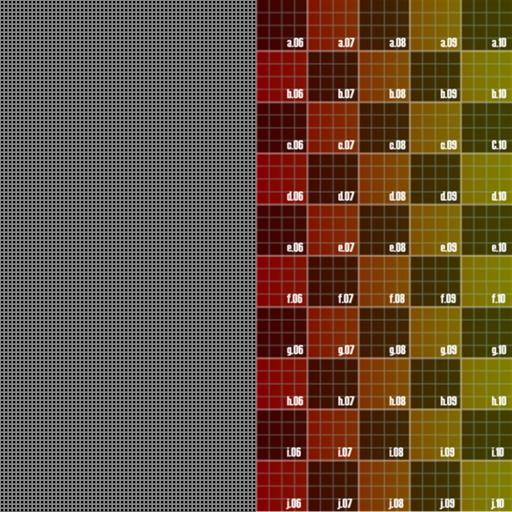 a.06 a.07 a.08 a.09 a.10
b.06 b.07 b.08 b.09 b.10
c.06 c.07 c.08 c.09 C.10
d.06 d.07 d.08 d.09 d.10
e.06 e.07 e.08 e.09 e.10
f.06 f.07 f.08 f.09 f.10
g.06 g.07 g.08 g.09 g.10
h.06 h.07 h.08 h.09 h.10
i.06 i.07 i.08 i.09 i.10
j.06 j.07 j.08 j.09 j.10